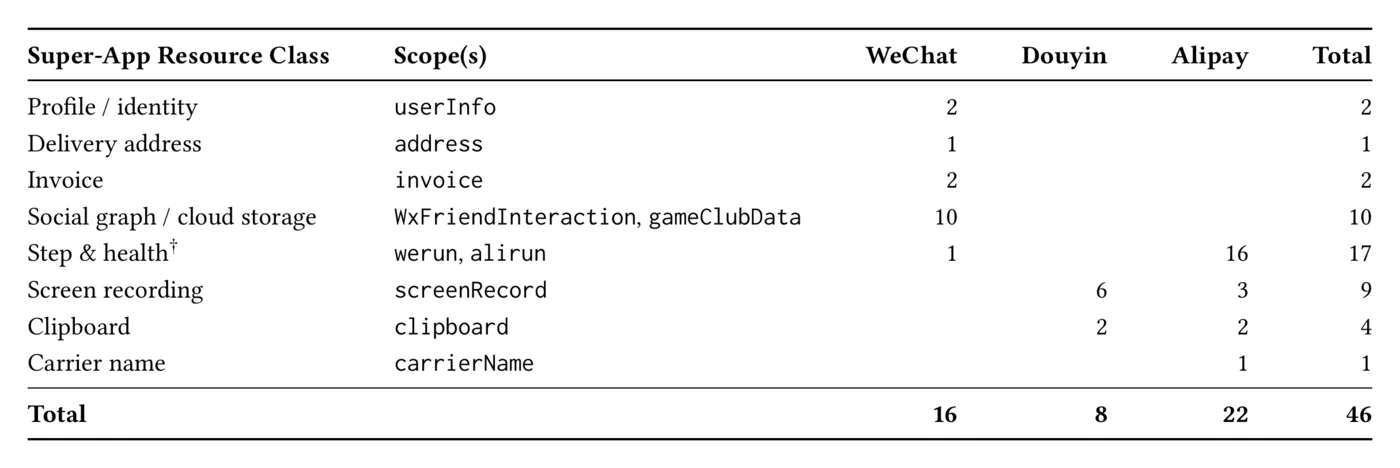 Super-App Resource Class Scope(s) WeChat Douyin Alipay Total
Profile / identity userInfo 2 2
Delivery address address 1 1
Invoice invoice 2 2
Social graph / cloud storage WxFriendInteraction, gameClubData 10 10
Step & health† werun, alirun 1 16 17
Screen recording screenRecord 6 3 9
Clipboard clipboard 2 2 4
Carrier name carrierName 1 1
Total 16 8 22 46